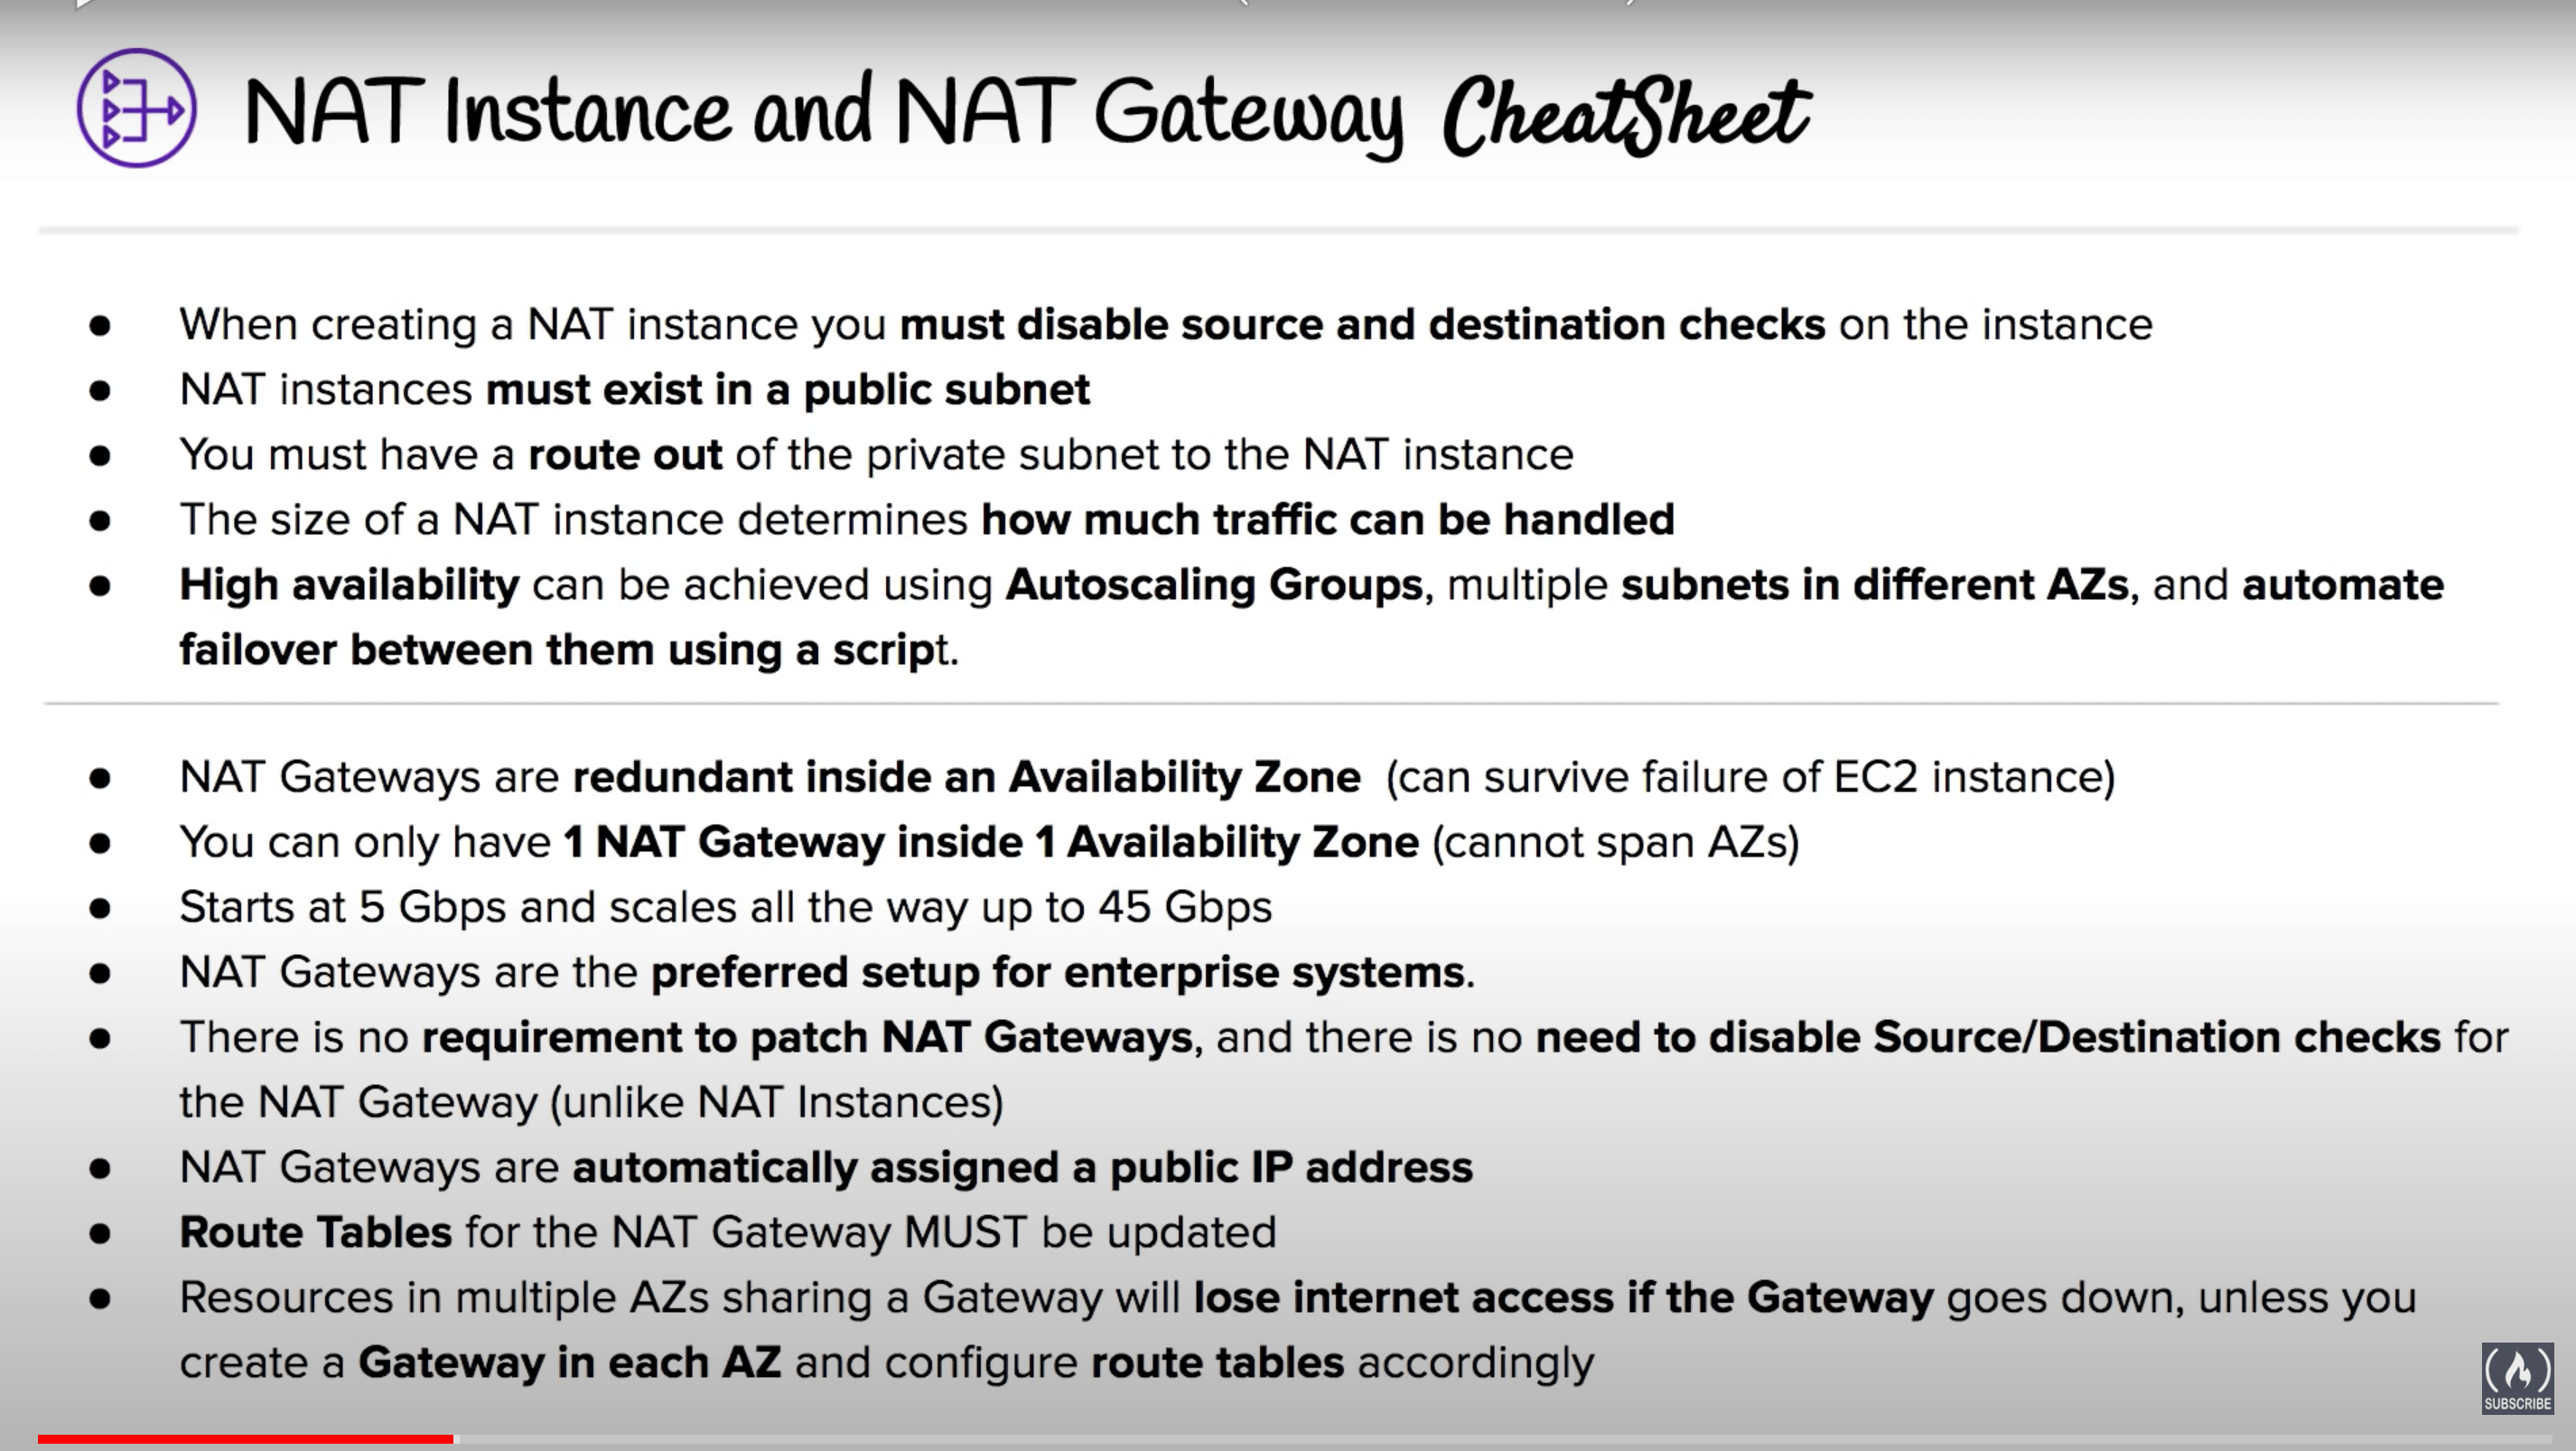 NAT Instance and NAT Gateway CheatSheet
● When creating a NAT instance you must disable source and destination checks on the instance
● NAT instances must exist in a public subnet
● You must have a route out of the private subnet to the NAT instance
● The size of a NAT instance determines how much traffic can be handled
● High availability can be achieved using Autoscaling Groups, multiple subnets in different AZs, and automate
failover between them using a script.
● NAT Gateways are redundant inside an Availability Zone (can survive failure of EC2 instance)
● You can only have 1 NAT Gateway inside 1 Availability Zone (cannot span AZs)
● Starts at 5 Gbps and scales all the way up to 45 Gbps
● NAT Gateways are the preferred setup for enterprise systems.
● There is no requirement to patch NAT Gateways, and there is no need to disable Source/Destination checks for
the NAT Gateway (unlike NAT Instances)
● NAT Gateways are automatically assigned a public IP address
● Route Tables for the NAT Gateway MUST be updated
● Resources in multiple AZs sharing a Gateway will lose internet access if the Gateway goes down, unless you
create a Gateway in each AZ and configure route tables accordingly
SUBSCRIBE